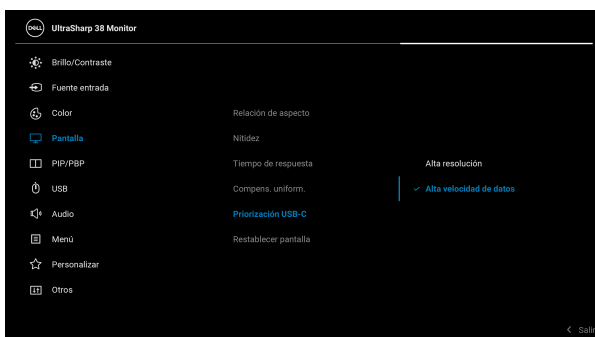 DELL UltraSharp 38 Monitor
Brillo/Contraste
Fuente entrada
Color
Relación de aspecto
Pantalla
Nitidez
PIP/PBP
Tiempo de respuesta
Alta resolución
USB
Compens. uniform.
Alta velocidad de datos
Audio
Priorización USB-C
Menú
Restablecer pantalla
Personalizar
Otros
Salir